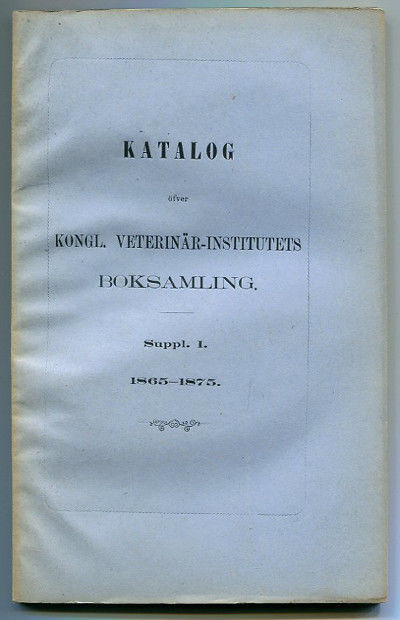 KATALOG
öfver
KONGL. VETERINÄR-INSTITUTETS
BOKSAMLING.
Suppl. I.
1865–1875.